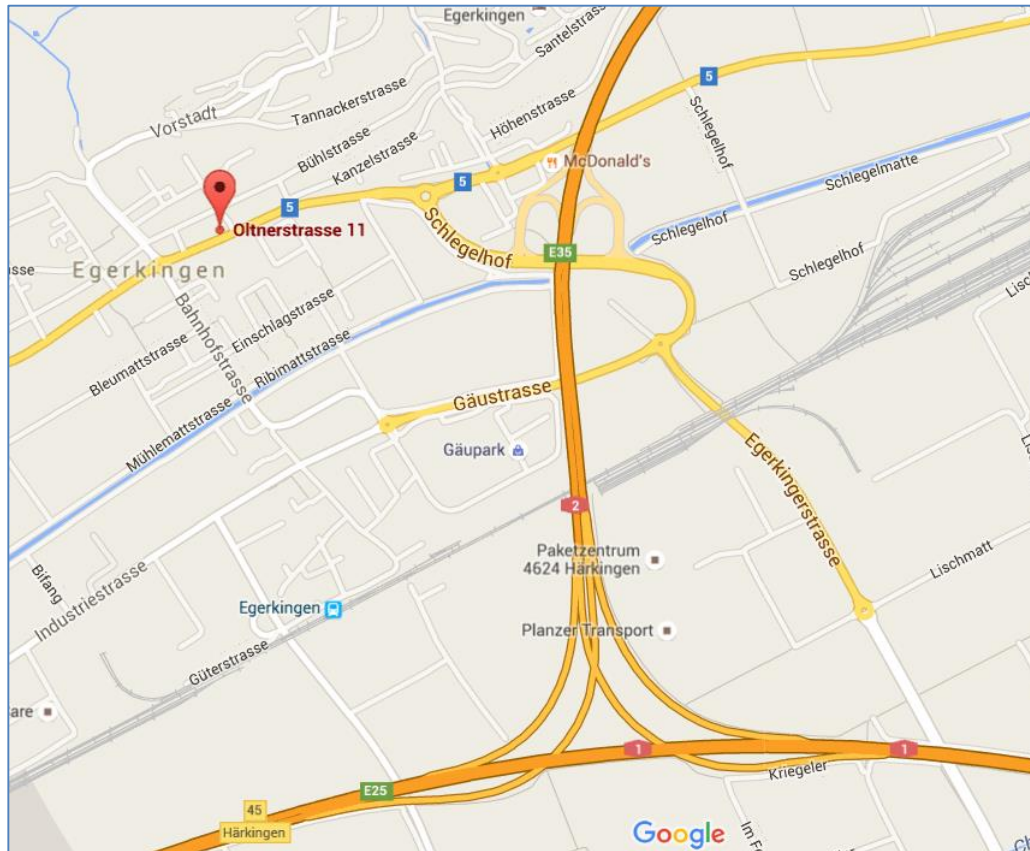 Egerkingen
Santelstrasse
5
Tannackerstrasse
Vorstadt
Höhenstrasse
Bühlstrasse
Kanzelstrasse
Schlegelhof
McDonald's
5
Schlegelmatte
5
Oltnerstrasse 11
Schlegelhof
Schlegelhof
E35
Schlegelhof
Egerkingen
sse
Bahnhofstrasse
Einschlagstrasse
Bleumattstrasse
Ribimattstrasse
Mühlemattstrasse
Gäustrasse
Gäupark
Egerkingerstrasse
2
Paketzentrum
4624 Härkingen
Lischmatt
Bifang
Industriestrasse
Egerkingen
Planzer Transport
Güterstrasse
are
1
1
Kriegeler
E25
45
Härkingen
Google